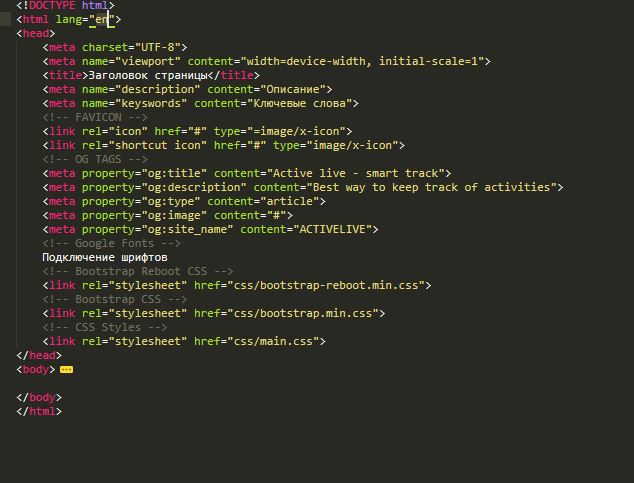 <!DOCTYPE html>
<html lang="en">
<head>
<meta charset="UTF-8">
<meta name="viewport" content="width=device-width, initial-scale=1">
<title>Заголовок страницы</title>
<meta name="description" content="Описание">
<meta name="keyswords" content="Ключевые слова">
<!-- FAVICON -->
<link rel="icon" href="#" type="=image/x-icon">
<link rel="shortcut icon" href="#" type="image/x-icon">
<!-- OG TAGS -->
<meta property="og:title" content="Active live - smart track">
<meta property="og:description" content="Best way to keep track of activities">
<meta property="og:type" content="article">
<meta property="og:image" content="#">
<meta property="og:site_name" content="ACTIVELIVE">
<!-- Google Fonts -->
Подключение шрифтов
<!-- Bootstrap Reboot CSS -->
<link rel="stylesheet" href="css/bootstrap-reboot.min.css">
<!-- Bootstrap CSS -->
<link rel="stylesheet" href="css/bootstrap.min.css">
<!-- CSS Styles -->
<link rel="stylesheet" href="css/main.css">
</head>
<body>
</body>
</html>